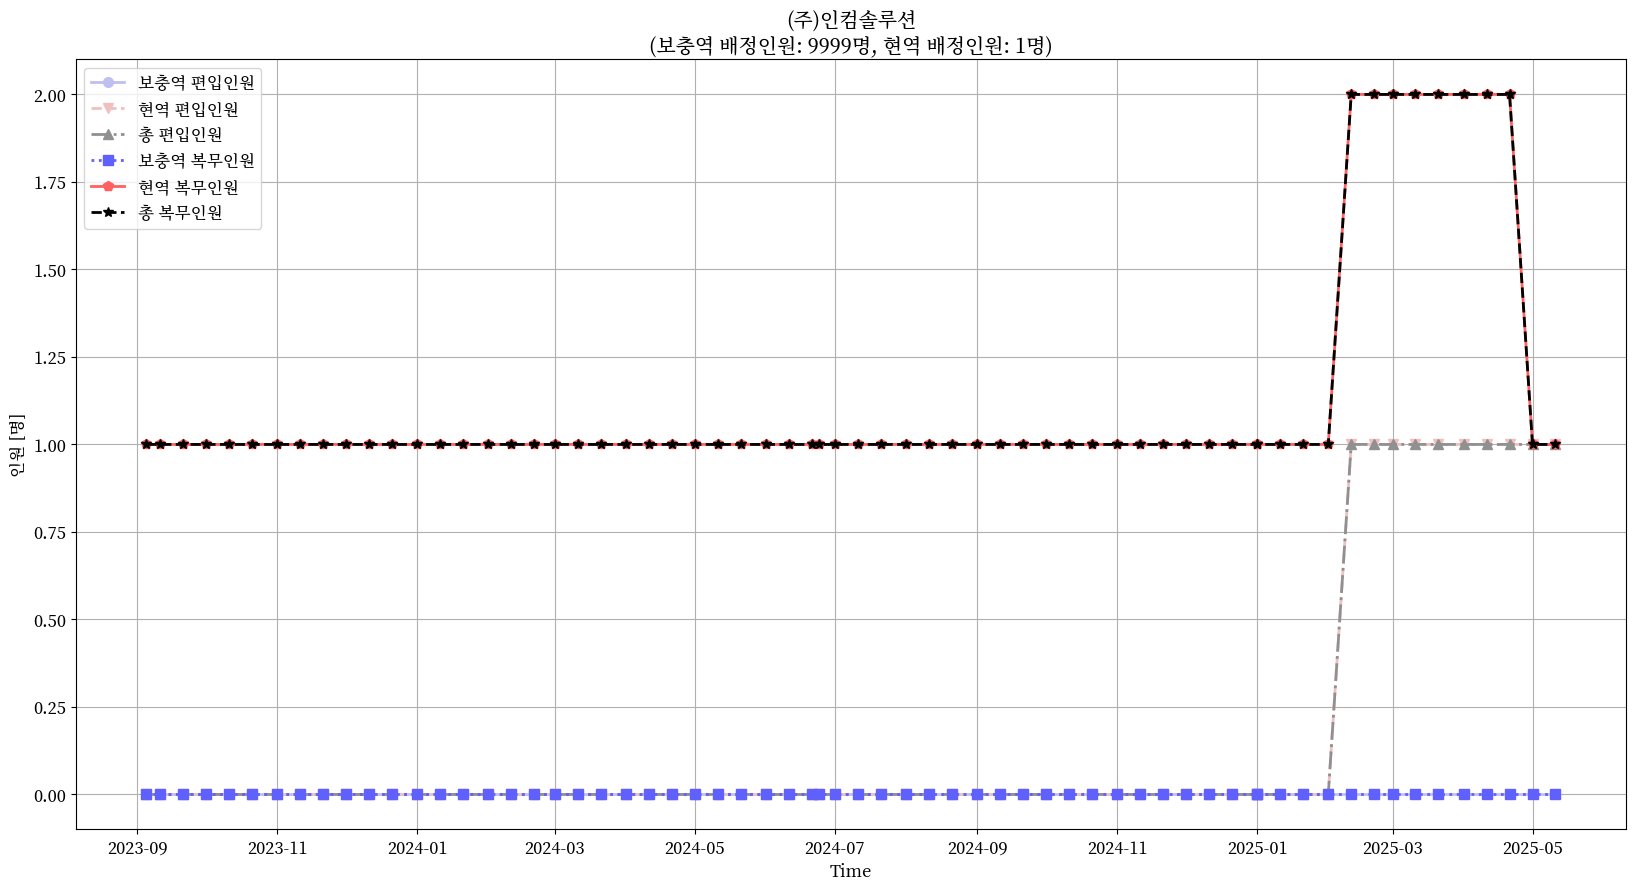 (주)인컴솔루션
(보충역 배정인원: 9999명, 현역 배정인원: 1명)
보충역 편입인원
현역 편입인원
총 편입인원
보충역 복무인원
현역 복무인원
총 복무인원
2.00
1.75
1.50
1.25
1.00
0.75
0.50
0.25
0.00
인원 [명]
2023-09 2023-11 2024-01 2024-03 2024-05 2024-07 2024-09 2024-11 2025-01 2025-03 2025-05
Time